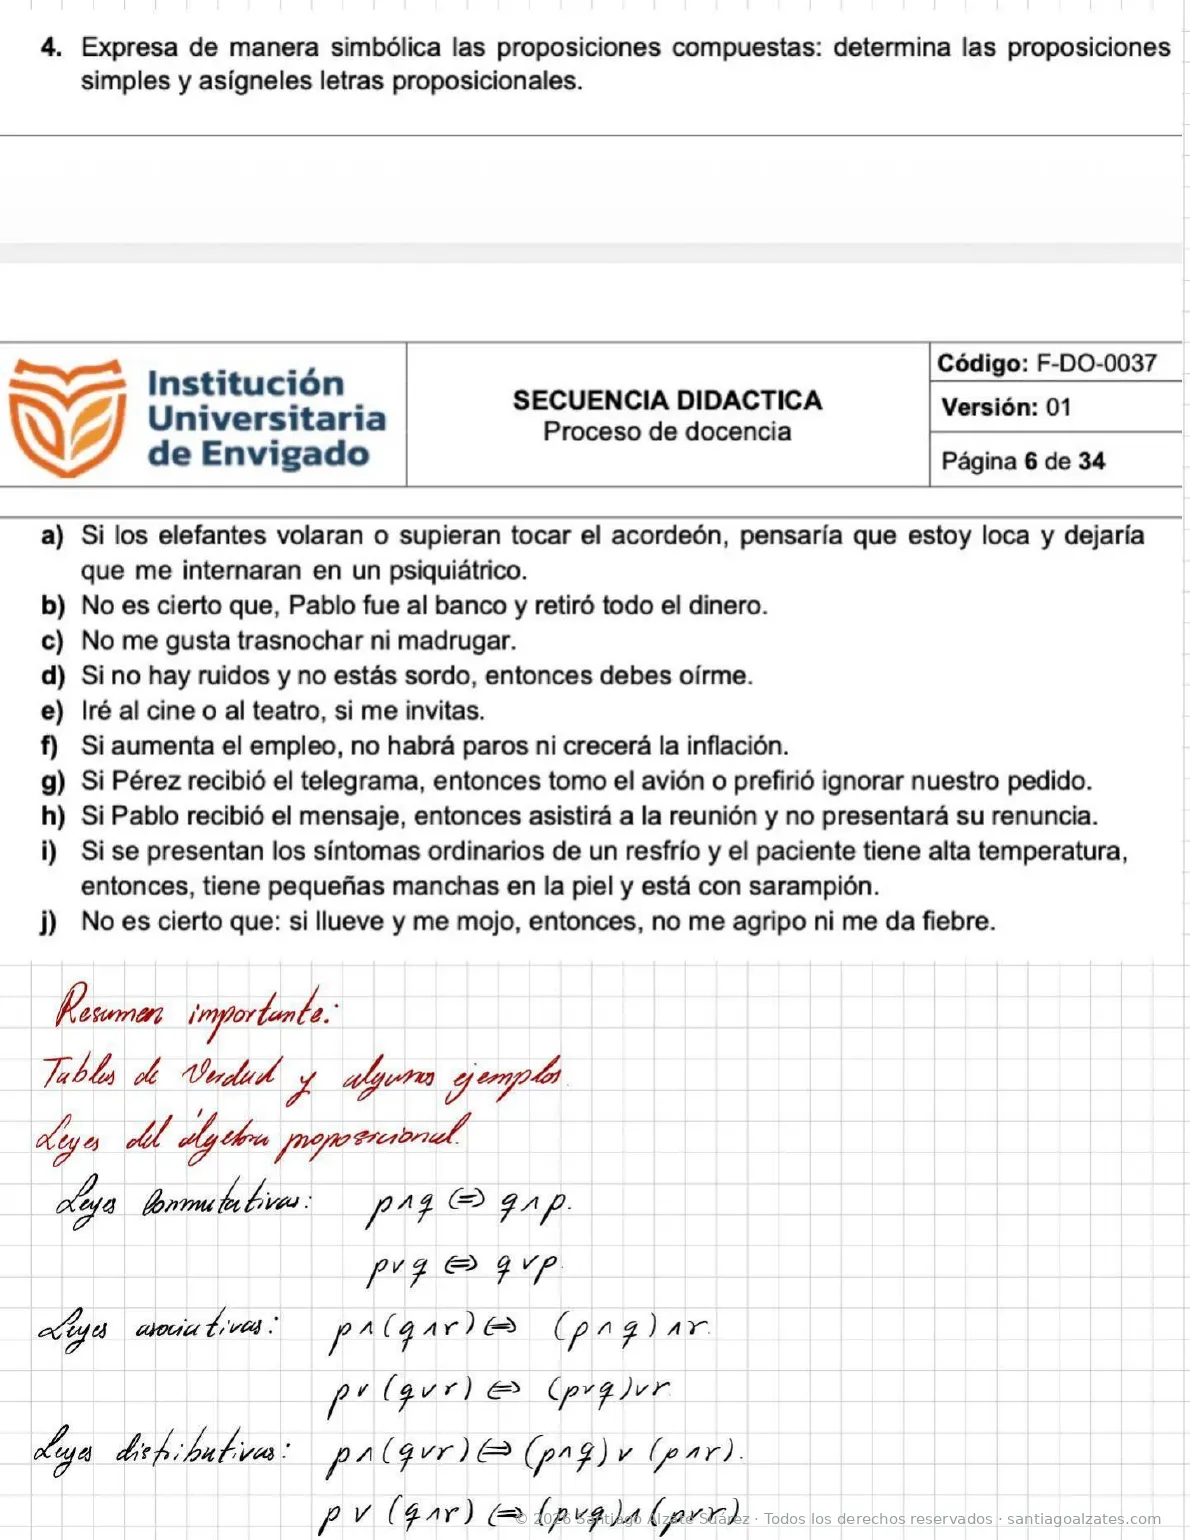 4. Expresa de manera simbólica las proposiciones compuestas: determina las proposiciones
simples y asígneles letras proposicionales.
Institución
Universitaria
de Envigado
SECUENCIA DIDACTICA
Proceso de docencia
Código: F-DO-0037
Versión: 01
Página 6 de 34
a) Si los elefantes volaran o supieran tocar el acordeón, pensaría que estoy loca y dejaría
que me internaran en un psiquiátrico.
b) No es cierto que, Pablo fue al banco y retiró todo el dinero.
c) No me gusta trasnochar ni madrugar.
d) Si no hay ruidos y no estás sordo, entonces debes oírme.
e) Iré al cine o al teatro, si me invitas.
f) Si aumenta el empleo, no habrá paros ni crecerá la inflación.
g) Si Pérez recibió el telegrama, entonces tomo el avión o prefirió ignorar nuestro pedido.
h) Si Pablo recibió el mensaje, entonces asistirá a la reunión y no presentará su renuncia.
i) Si se presentan los síntomas ordinarios de un resfrío y el paciente tiene alta temperatura,
entonces, tiene pequeñas manchas en la piel y está con sarampión.
j) No es cierto que: si llueve y me mojo, entonces, no me agripo ni me da fiebre.
Resumen importante:
Tablas de Verdad y algunos ejemplos.
Leyes del álgebra proposicional.
Leyes Conmutativas: p∧q ⇔ q∧p.
p∨q ⇔ q∨p.
Leyes asociativas: p∧(q∧r) ⇔ (p∧q)∧r.
p∨(q∨r) ⇔ (p∨q)∨r.
Leyes distributivas: p∧(q∨r) ⇔ (p∧q)∨(p∧r).
p∨(q∧r) ⇔ (p∨q)∧(p∨r)
© 2026 Santiago Alzate Suárez · Todos los derechos reservados · santiagoalzates.com